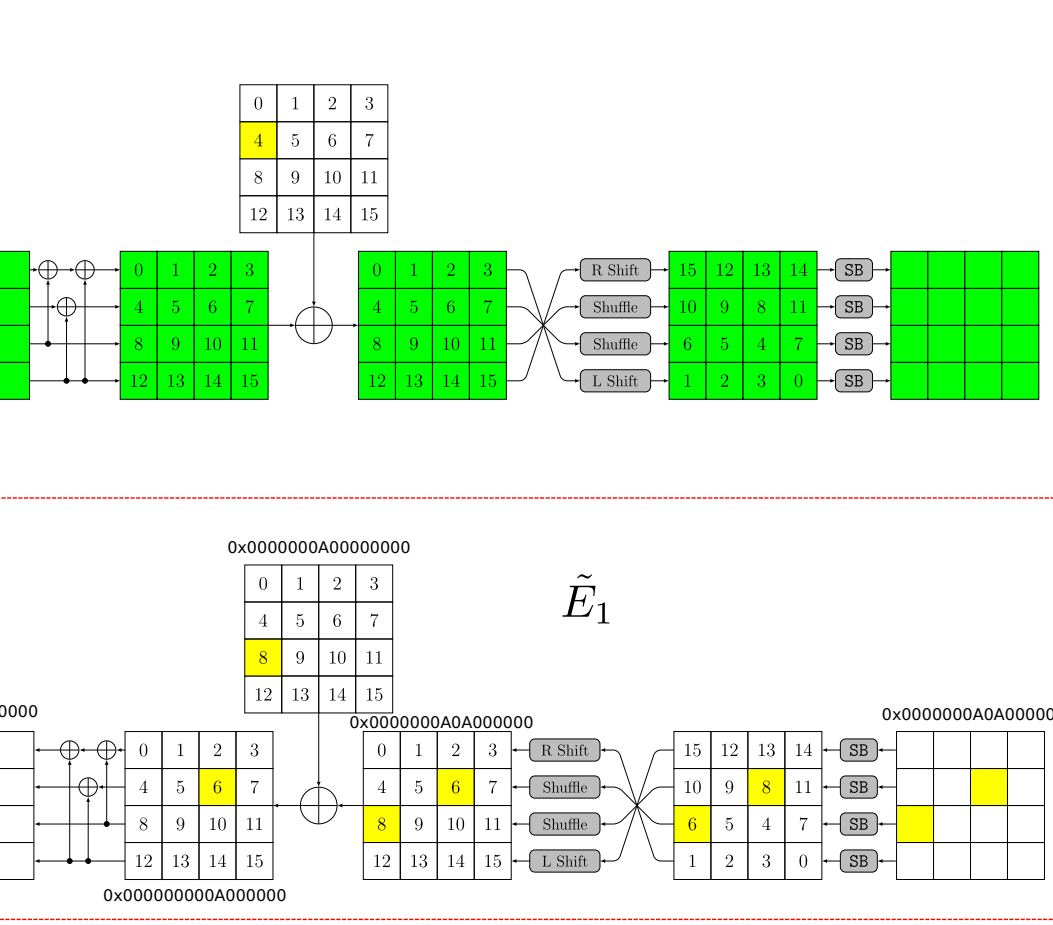 0 1 2 3
4 5 6 7
8 9 10 11
12 13 14 15
0 1 2 3 0 1 2 3 R Shift 15 12 13 14 SB
4 5 6 7 4 5 6 7 Shuffle 10 9 8 11 SB
8 9 10 11 8 9 10 11 Shuffle 6 5 4 7 SB
12 13 14 15 12 13 14 15 L Shift 1 2 3 0 SB
0x0000000A00000000
0 1 2 3
Ẽ₁
4 5 6 7
8 9 10 11
12 13 14 15
0000 0x0000000A0A000000 0x0000000A0A00000
0 1 2 3 0 1 2 3 R Shift 15 12 13 14 SB
4 5 6 7 4 5 6 7 Shuffle 10 9 8 11 SB
8 9 10 11 8 9 10 11 Shuffle 6 5 4 7 SB
12 13 14 15 12 13 14 15 L Shift 1 2 3 0 SB
0x000000000A000000